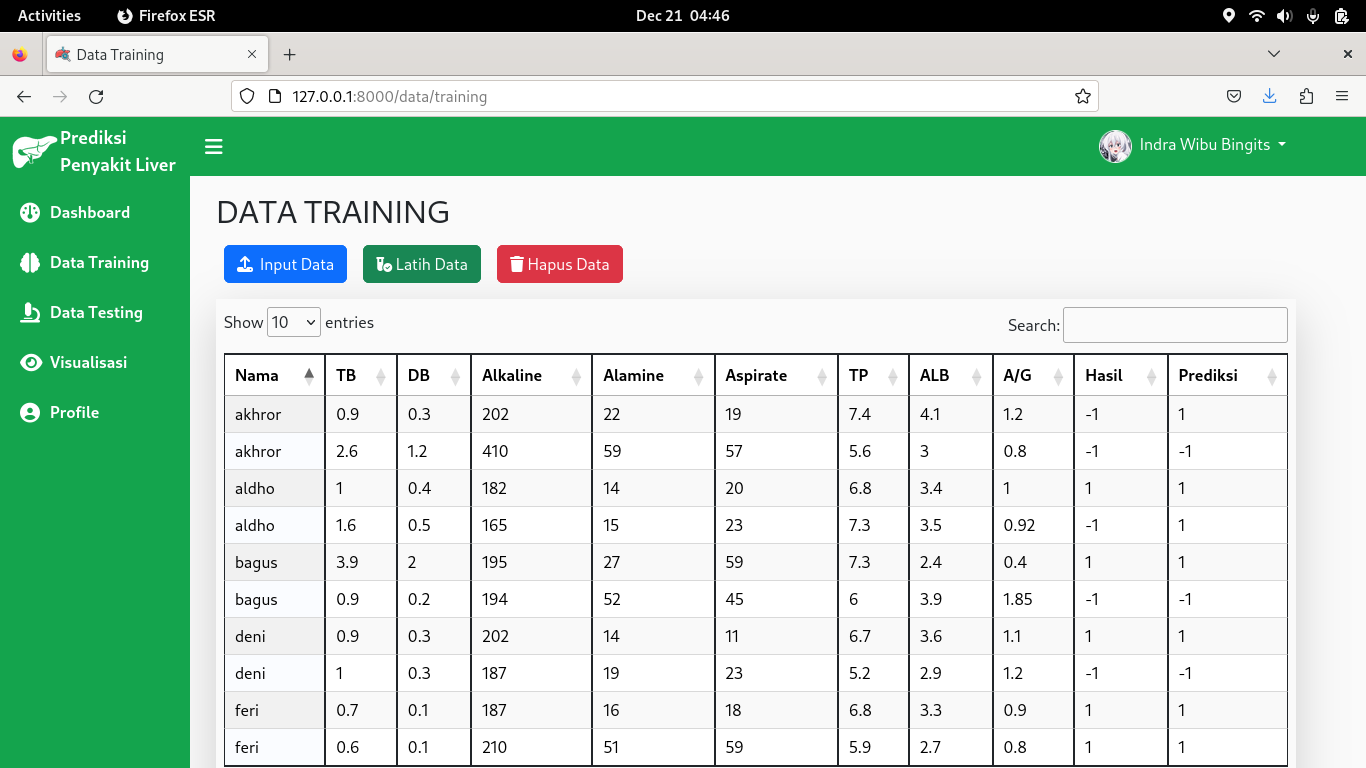 Activities Firefox ESR Dec 21 04:46
Data Training
127.0.0.1:8000/data/training
Prediksi
Penyakit Liver
Indra Wibu Bingits
Dashboard
Data Training
Data Testing
Visualisasi
Profile
DATA TRAINING
Input Data Latih Data Hapus Data
Show 10 entries Search:
Nama TB DB Alkaline Alamine Aspirate TP ALB A/G Hasil Prediksi
akhror 0.9 0.3 202 22 19 7.4 4.1 1.2 -1 1
akhror 2.6 1.2 410 59 57 5.6 3 0.8 -1 -1
aldho 1 0.4 182 14 20 6.8 3.4 1 1 1
aldho 1.6 0.5 165 15 23 7.3 3.5 0.92 -1 1
bagus 3.9 2 195 27 59 7.3 2.4 0.4 1 1
bagus 0.9 0.2 194 52 45 6 3.9 1.85 -1 -1
deni 0.9 0.3 202 14 11 6.7 3.6 1.1 1 1
deni 1 0.3 187 19 23 5.2 2.9 1.2 -1 -1
feri 0.7 0.1 187 16 18 6.8 3.3 0.9 1 1
feri 0.6 0.1 210 51 59 5.9 2.7 0.8 1 1